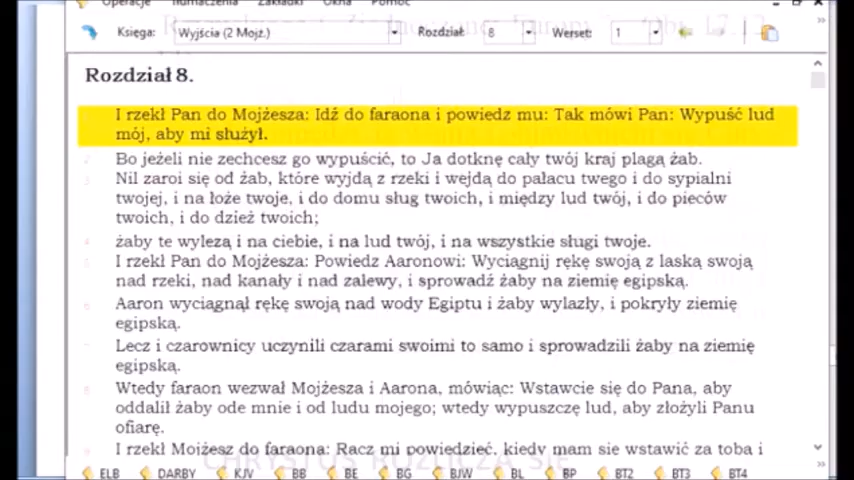 Operacje Tłumaczenia Zakładki Okna Pomoc
Księga: Wyjścia (2 Mojż.) Rozdział: 8 Werset: 1
Rozdział 8.
I rzekł Pan do Mojżesza: Idź do faraona i powiedz mu: Tak mówi Pan: Wypuść lud
mój, aby mi służył.
Bo jeżeli nie zechcesz go wypuścić, to Ja dotknę cały twój kraj plagą żab.
Nil zaroi się od żab, które wyjdą z rzeki i wejdą do pałacu twego i do sypialni
twojej, i na łoże twoje, i do domu sług twoich, i między lud twój, i do pieców
twoich, i do dzież twoich;
żaby te wylezą i na ciebie, i na lud twój, i na wszystkie sługi twoje.
I rzekł Pan do Mojżesza: Powiedz Aaronowi: Wyciągnij rękę swoją z laską swoją
nad rzeki, nad kanały i nad zalewy, i sprowadź żaby na ziemię egipską.
Aaron wyciągnął rękę swoją nad wody Egiptu i żaby wylazły, i pokryły ziemię
egipską.
Lecz i czarownicy uczynili czarami swoimi to samo i sprowadzili żaby na ziemię
egipską.
Wtedy faraon wezwał Mojżesza i Aarona, mówiąc: Wstawcie się do Pana, aby
oddalił żaby ode mnie i od ludu mojego; wtedy wypuszczę lud, aby złożyli Panu
ofiarę.
I rzekł Mojżesz do faraona: Racz mi powiedzieć, kiedy mam się wstawić za tobą i
CHRYSTUS ROZLICZA SIĘ
ELB DARBY KJV BB BE BG BJW BL BP BT2 BT3 BT4